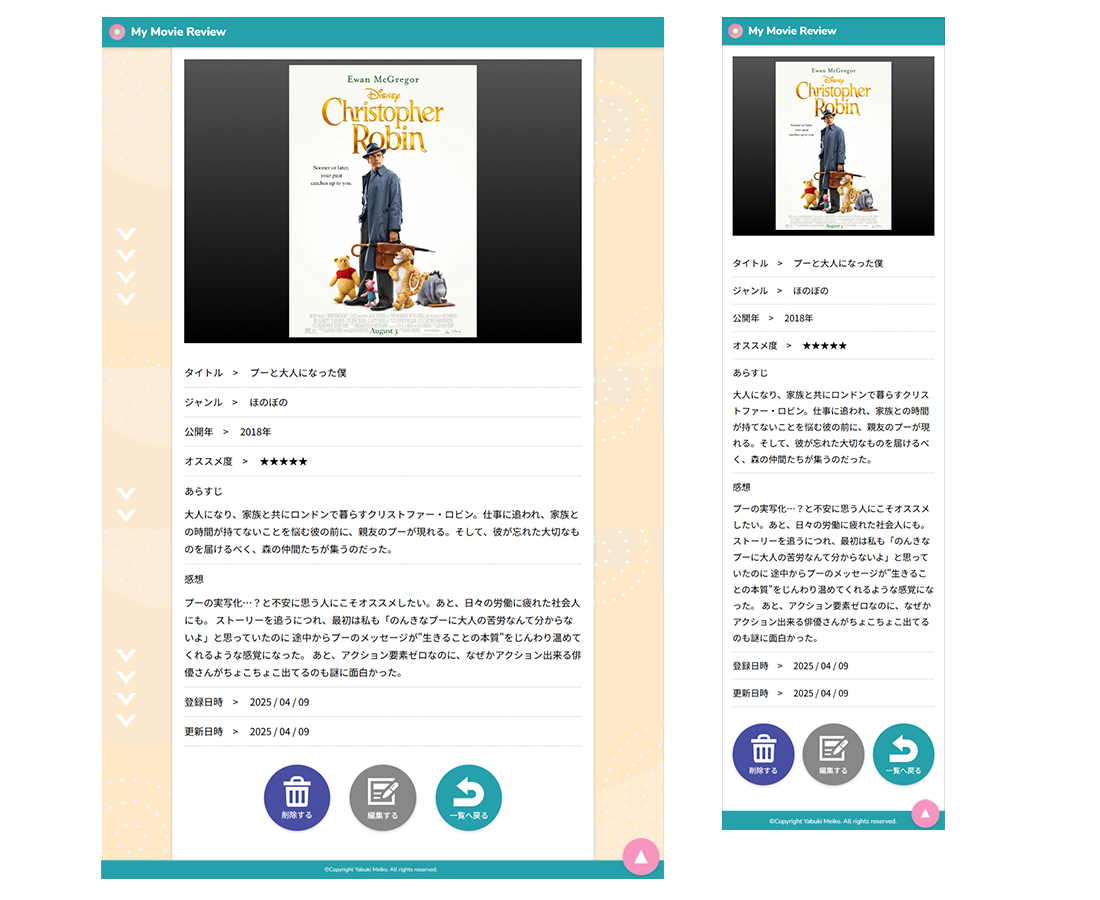 My Movie Review
Ewan McGregor
Disney
Christopher
Robin
Sooner or later,
your past
catches up to you.
August 3
タイトル > プーと大人になった僕
ジャンル > ほのぼの
公開年 > 2018年
オススメ度 > ★★★★★
あらすじ
大人になり、家族と共にロンドンで暮らすクリストファー・ロビン。仕事に追われ、家族と
の時間が持てないことを悩む彼の前に、親友のプーが現れる。そして、彼が忘れた大切なも
のを届けるべく、森の仲間たちが集うのだった。
感想
プーの実写化…？と不安に思う人にこそオススメしたい。あと、日々の労働に疲れた社会人
にも。 ストーリーを追うにつれ、最初は私も「のんきなプーに大人の苦労なんて分からな
いよ」と思っていたのに 途中からプーのメッセージが"生きることの本質"をじんわり温めて
くれるような感覚になった。 あと、アクション要素ゼロなのに、なぜかアクション出来る俳
優さんがちょこちょこ出てるのも謎に面白かった。
登録日時 > 2025 / 04 / 09
更新日時 > 2025 / 04 / 09
削除する
編集する
一覧へ戻る
©Copyright Yabuki Meiko. All rights reserved.
My Movie Review
Ewan McGregor
Disney
Christopher
Robin
Sooner or later,
your past
catches up to you.
August 3
タイトル > プーと大人になった僕
ジャンル > ほのぼの
公開年 > 2018年
オススメ度 > ★★★★★
あらすじ
大人になり、家族と共にロンドンで暮らすクリス
トファー・ロビン。仕事に追われ、家族との時間
が持てないことを悩む彼の前に、親友のプーが現
れる。そして、彼が忘れた大切なものを届けるべ
く、森の仲間たちが集うのだった。
感想
プーの実写化…？と不安に思う人にこそオススメ
したい。あと、日々の労働に疲れた社会人にも。
ストーリーを追うにつれ、最初は私も「のんきな
プーに大人の苦労なんて分からないよ」と思って
いたのに 途中からプーのメッセージが"生きるこ
との本質"をじんわり温めてくれるような感覚にな
った。 あと、アクション要素ゼロなのに、なぜか
アクション出来る俳優さんがちょこちょこ出てる
のも謎に面白かった。
登録日時 > 2025 / 04 / 09
更新日時 > 2025 / 04 / 09
削除する
編集する
一覧へ戻る
©Copyright Yabuki Meiko. All rights reserved.